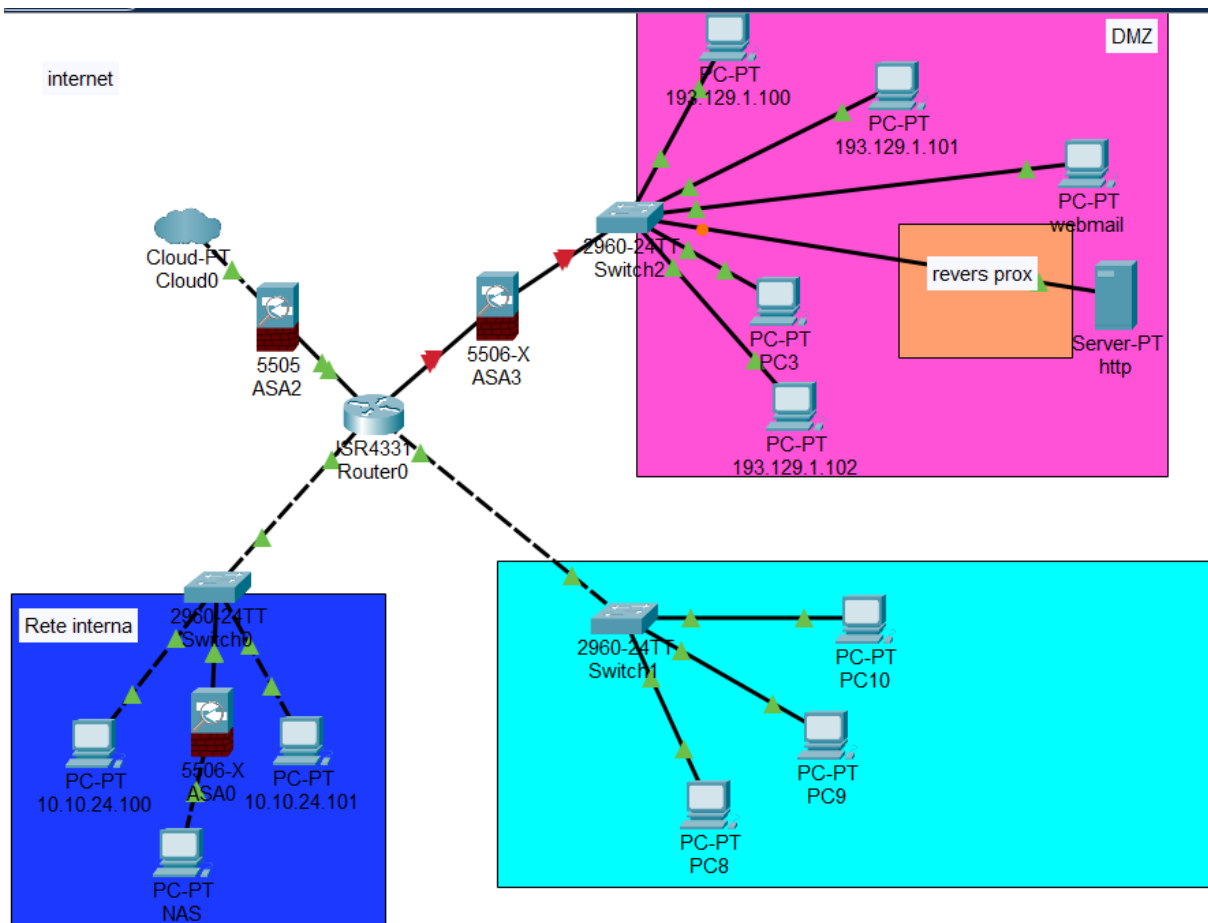 internet
DMZ
PC-PT
193.129.1.100
PC-PT
193.129.1.101
PC-PT
webmail
Cloud-PT
Cloud0
2960-24TT
Switch2
revers prox
Server-PT
http
PC-PT
PC3
5505
ASA2
5506-X
ASA3
PC-PT
193.129.1.102
ISR4331
Router0
Rete interna
2960-24TT
Switch0
2960-24TT
Switch1
PC-PT
PC10
PC-PT
PC9
PC-PT
PC8
PC-PT
10.10.24.100
5506-X
ASA0
PC-PT
10.10.24.101
PC-PT
NAS